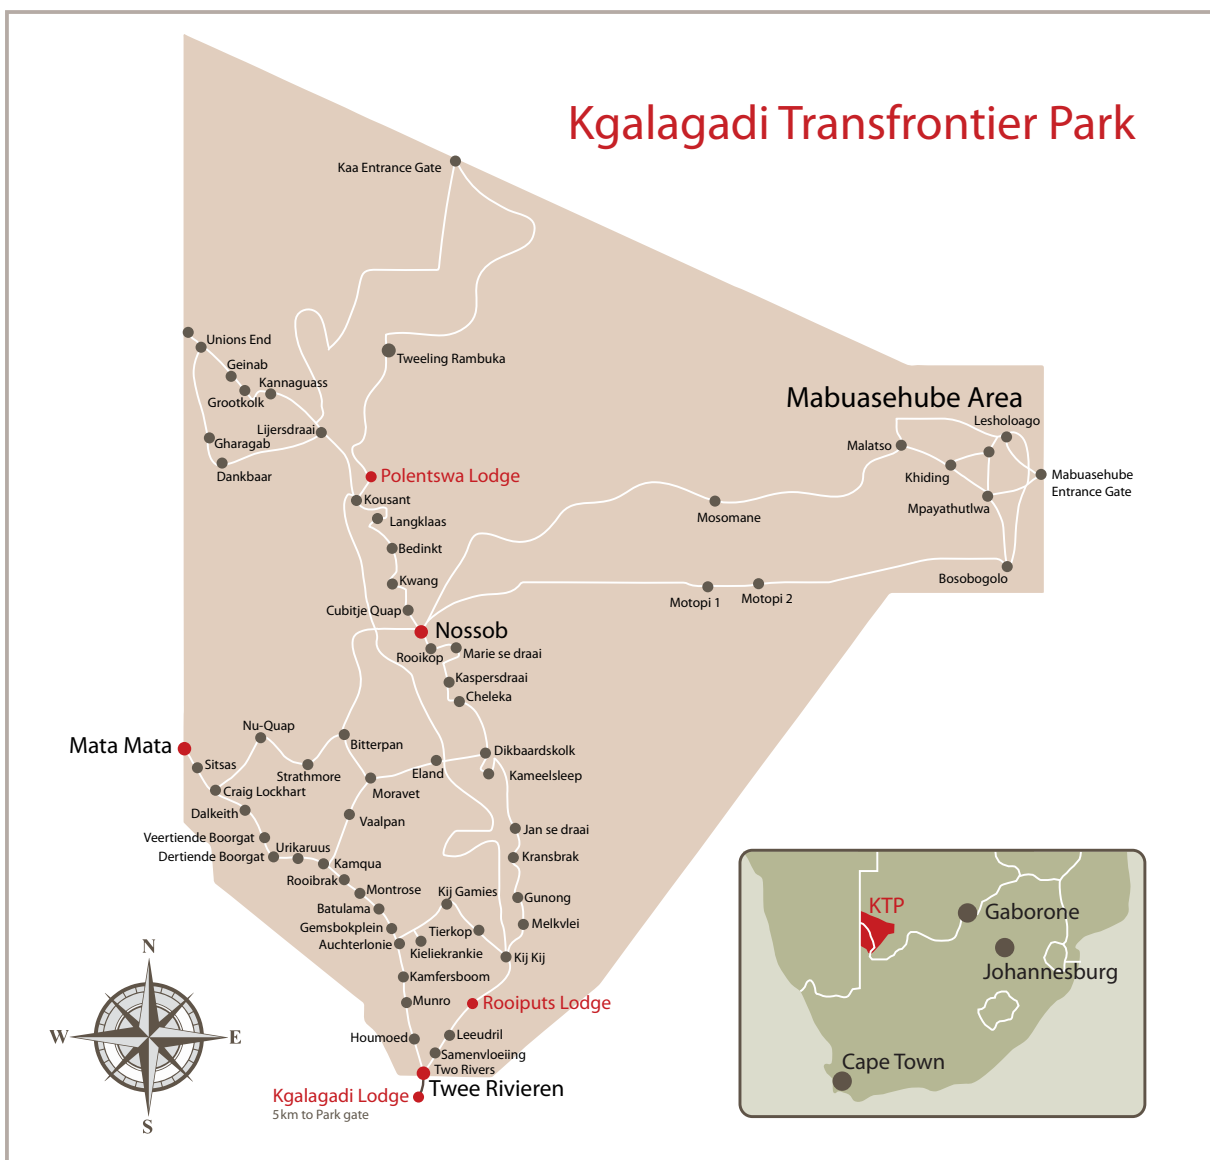 Kgalagadi Transfrontier Park
Kaa Entrance Gate
Unions End
Tweeling Rambuka
Geinab
Kannaguass
Grootkolk
Mabuasehube Area
Lesholoago
Lijersdraai
Gharagab
Malatso
Dankbaar
Polentswa Lodge
Khiding
Mabuasehube
Entrance Gate
Kousant
Mpayathutlwa
Langklaas
Mosomane
Bedinkt
Kwang
Bosobogolo
Motopi 1
Motopi 2
Cubitje Quap
Nossob
Rooikop
Marie se draai
Kaspersdraai
Cheleka
Nu-Quap
Mata Mata
Bitterpan
Dikbaardskolk
Sitsas
Strathmore
Eland
Kameelsleep
Craig Lockhart
Moravet
Dalkeith
Vaalpan
Jan se draai
Veertiende Boorgat
Urikaruus
Dertiende Boorgat
Kamqua
Kransbrak
Rooibrak
Montrose
Kij Gamies
Gunong
Batulama
Gemsbokplein
Tierkop
Melkvlei
Auchterlonie
Kieliekrankie
Kij Kij
Kamfersboom
Munro
Rooiputs Lodge
Houmoed
Leeudril
Samenvloeiing
Two Rivers
Twee Rivieren
Kgalagadi Lodge
5 km to Park gate
N
W
E
S
KTP
Gaborone
Johannesburg
Cape Town